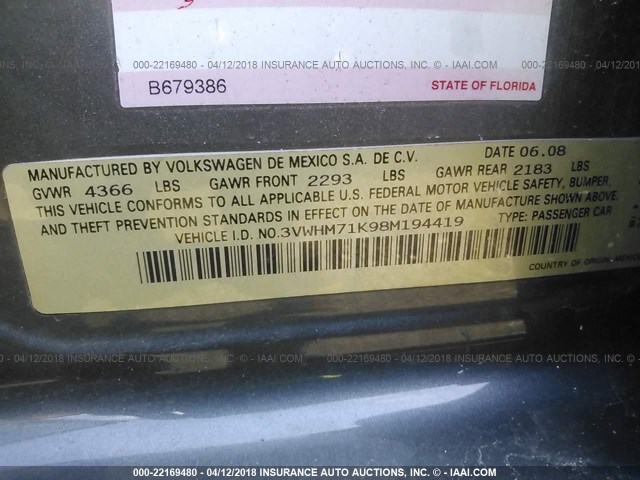 000-22169480 - 04/12/2018 INSURANCE AUTO AUCTIONS, INC. - © IAAI.COM
B679386 STATE OF FLORIDA
MANUFACTURED BY VOLKSWAGEN DE MEXICO S.A. DE C.V. DATE 06.08
GVWR 4366 LBS GAWR FRONT 2293 LBS GAWR REAR 2183 LBS
THIS VEHICLE CONFORMS TO ALL APPLICABLE U.S. FEDERAL MOTOR VEHICLE SAFETY, BUMPER,
AND THEFT PREVENTION STANDARDS IN EFFECT ON THE DATE OF MANUFACTURE SHOWN ABOVE.
VEHICLE I.D. NO.3VWHM71K98M194419 TYPE: PASSENGER CAR
COUNTRY OF ORIGIN: MEXICO
000-22169480 - 04/12/2018 INSURANCE AUTO AUCTIONS, INC. - © IAAI.COM
000-22169480 - 04/12/2018 INSURANCE AUTO AUCTIONS, INC. - © IAAI.COM